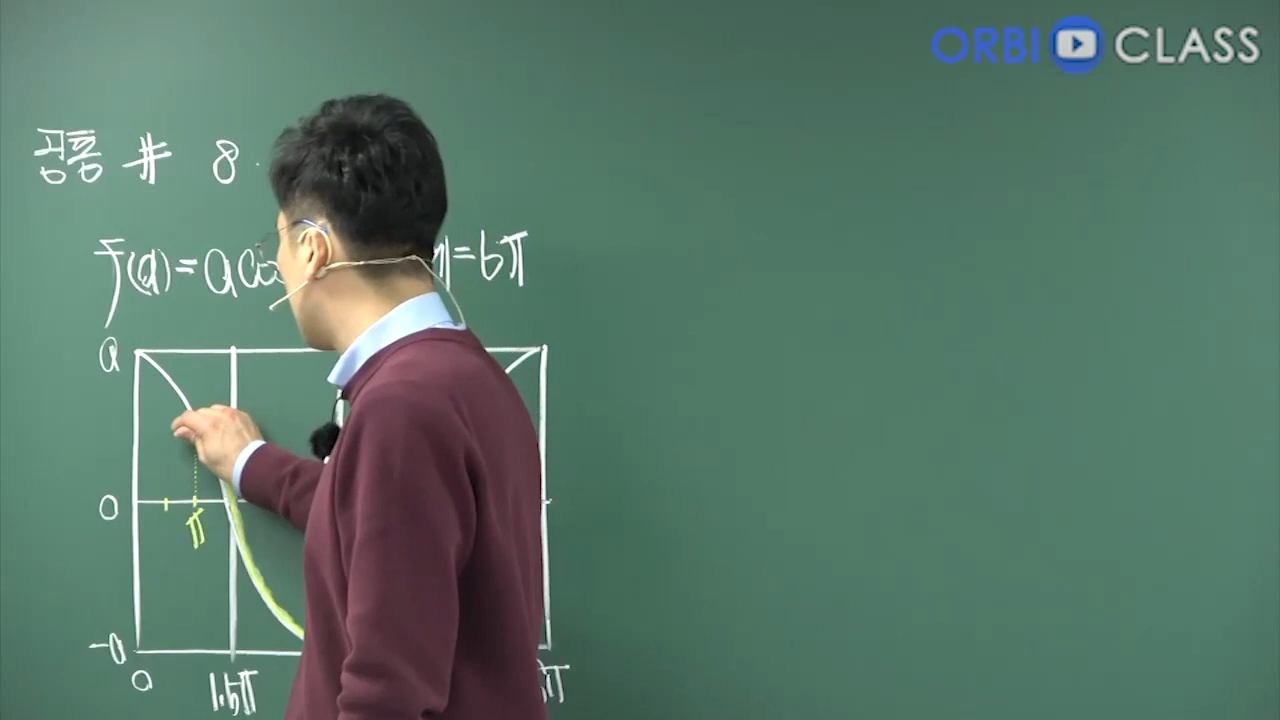 ORBI CLASS
공통 # 8
f(x) = a cos = 6π
a
0
π
-a
0 1.5π π